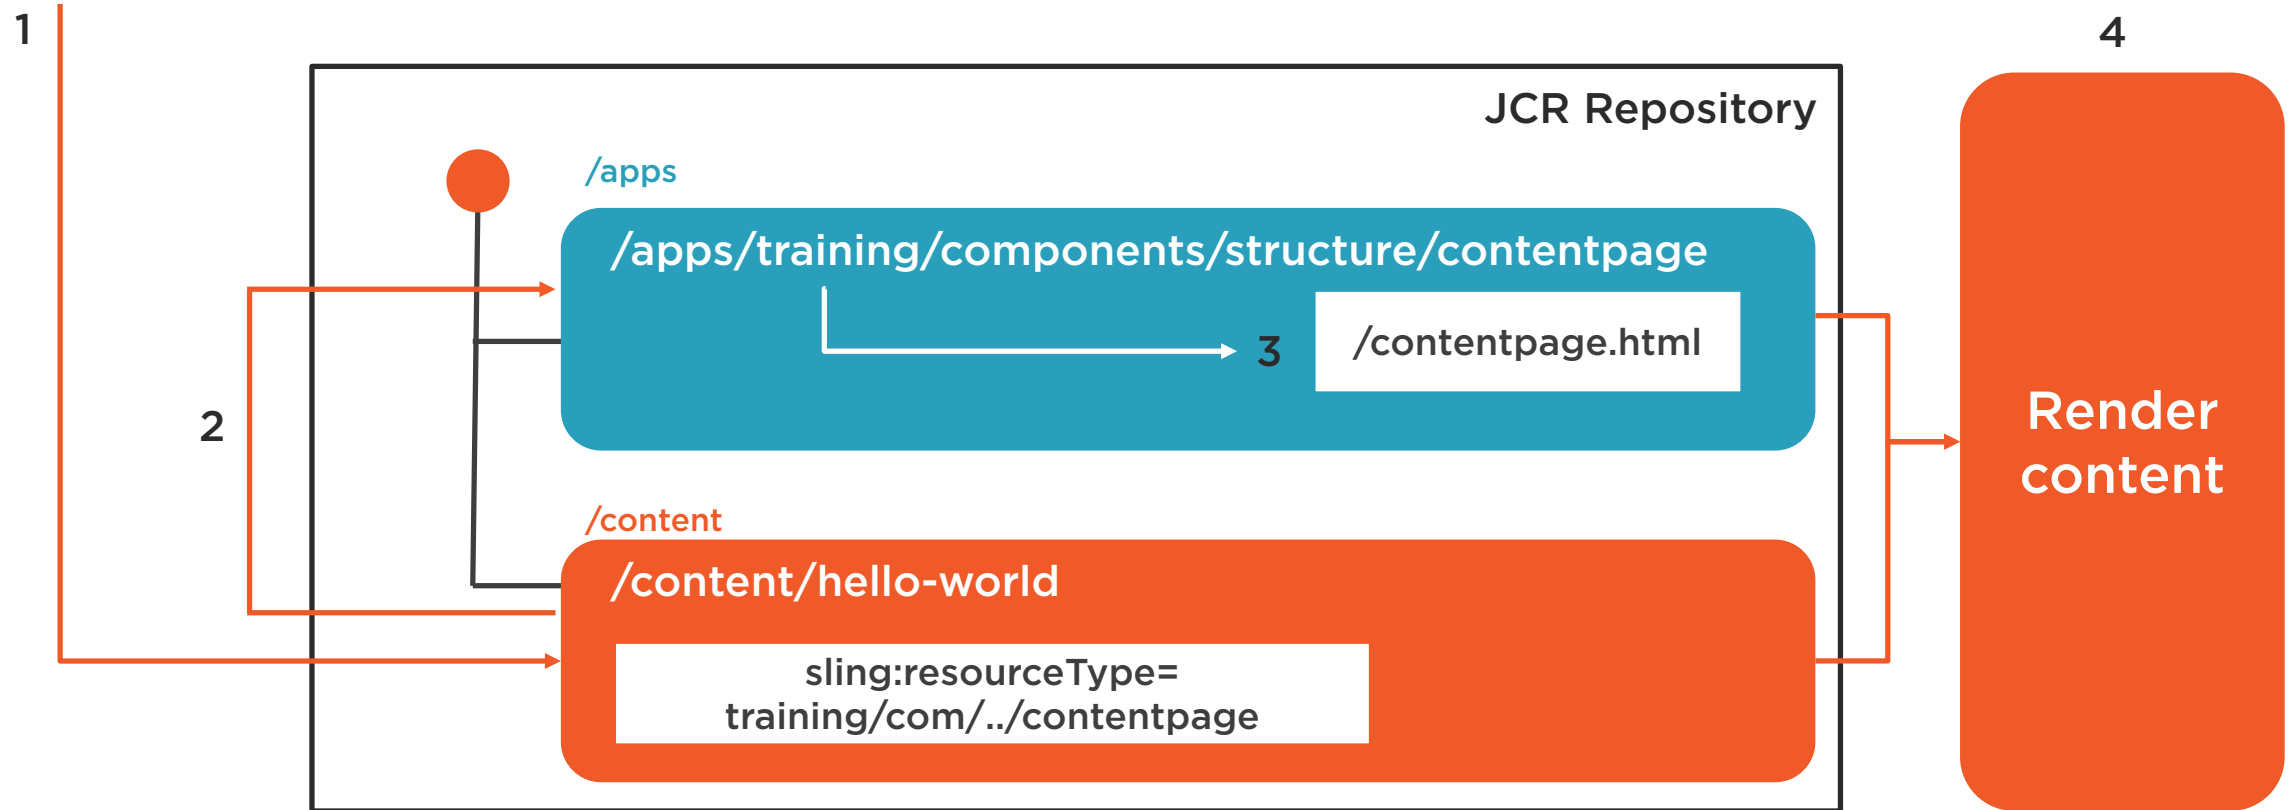 1
4
JCR Repository
/apps
/apps/training/components/structure/contentpage
3
/contentpage.html
2
Render
content
/content
/content/hello-world
sling:resourceType=
training/com/../contentpage